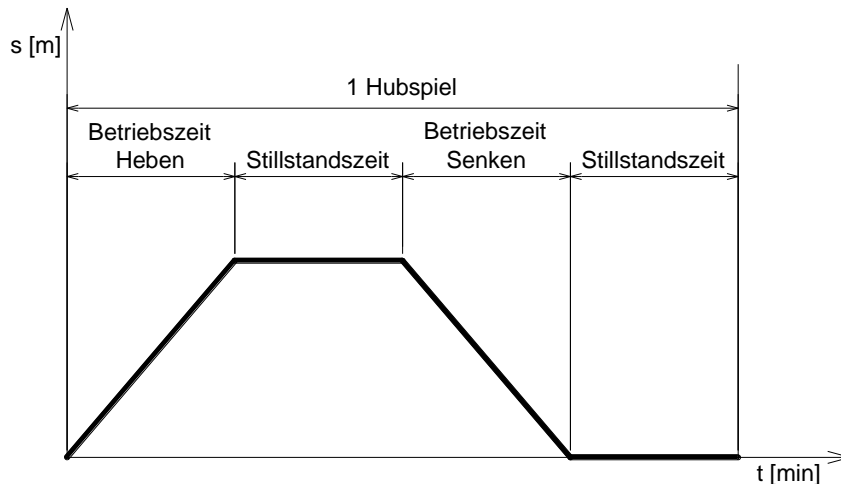 s [m]
1 Hubspiel
Betriebszeit
Heben
Stillstandszeit
Betriebszeit
Senken
Stillstandszeit
t [min]